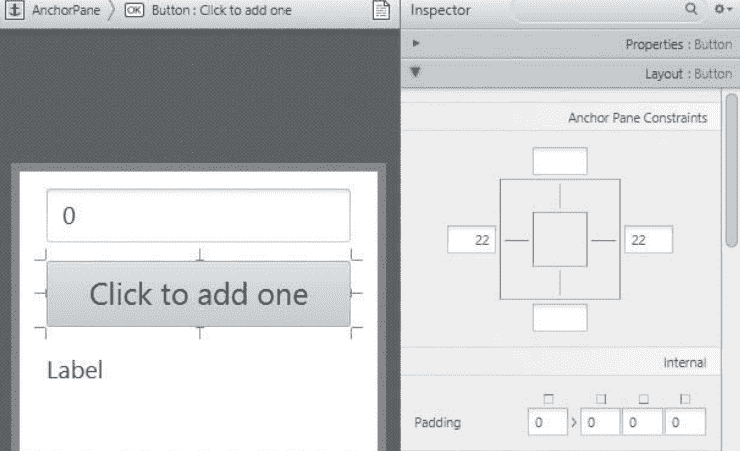 AnchorPane OK Button : Click to add one
Inspector
Properties : Button
Layout : Button
Anchor Pane Constraints
0
22 22
Click to add one
Label
Internal
Padding 0 0 0 0